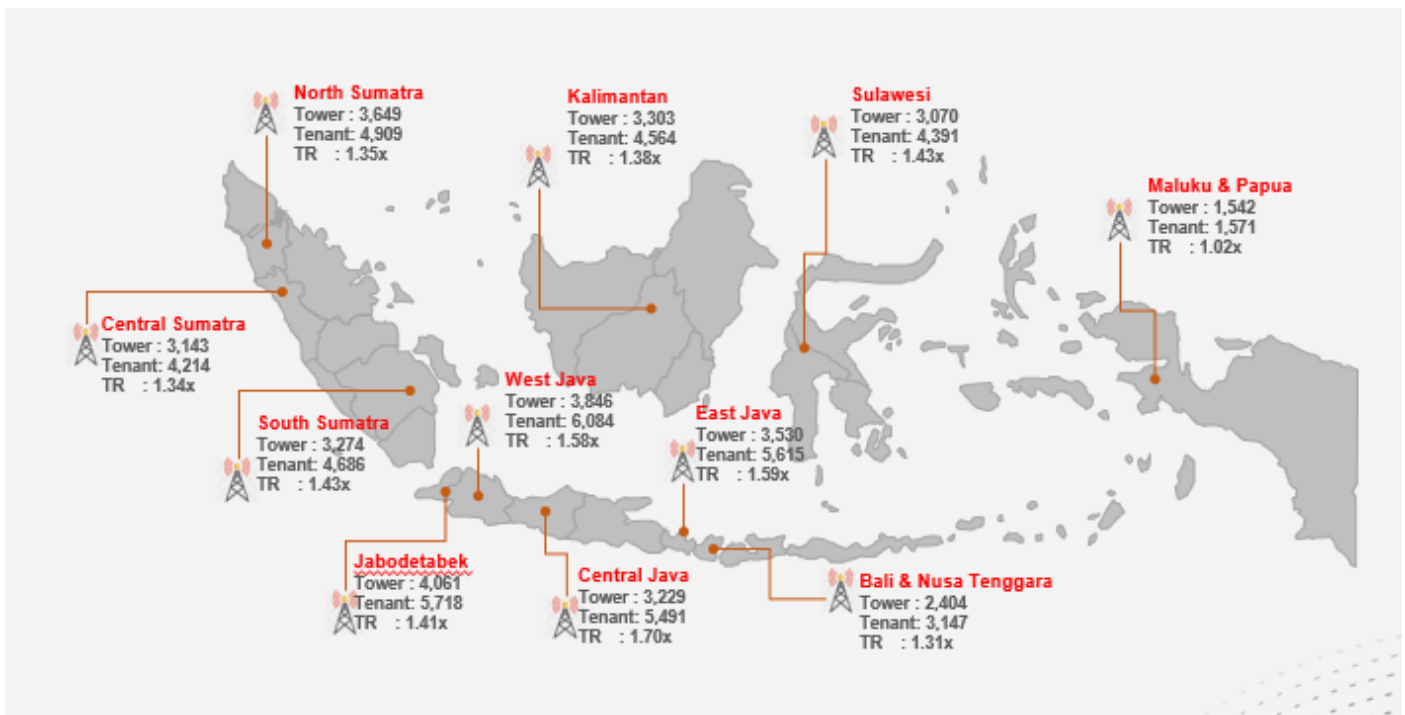 North Sumatra
Tower : 3,649
Tenant: 4,909
TR : 1.35x
Kalimantan
Tower : 3,303
Tenant: 4,564
TR : 1.38x
Sulawesi
Tower : 3,070
Tenant: 4,391
TR : 1.43x
Maluku & Papua
Tower : 1,542
Tenant: 1,571
TR : 1.02x
Central Sumatra
Tower : 3,143
Tenant: 4,214
TR : 1.34x
South Sumatra
Tower : 3,274
Tenant: 4,686
TR : 1.43x
West Java
Tower : 3,846
Tenant: 6,084
TR : 1.58x
East Java
Tower : 3,530
Tenant: 5,615
TR : 1.59x
Jabodetabek
Tower : 4,061
Tenant: 5,718
TR : 1.41x
Central Java
Tower : 3,229
Tenant: 5,491
TR : 1.70x
Bali & Nusa Tenggara
Tower : 2,404
Tenant: 3,147
TR : 1.31x